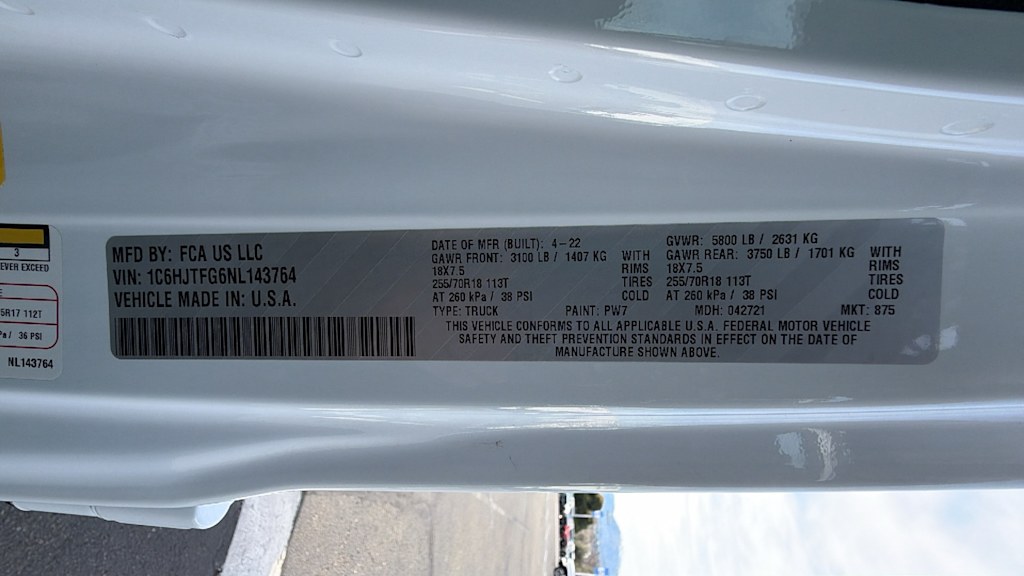 3
EVER EXCEED
5R17 112T
Pa / 36 PSI
NL143764
MFD BY: FCA US LLC
VIN: 1C6HJTFG6NL143764
VEHICLE MADE IN: U.S.A.
DATE OF MFR (BUILT): 4-22 GVWR: 5800 LB / 2631 KG
GAWR FRONT: 3100 LB / 1407 KG WITH GAWR REAR: 3750 LB / 1701 KG WITH
18X7.5 RIMS 18X7.5 RIMS
255/70R18 113T TIRES 255/70R18 113T TIRES
AT 260 kPa / 38 PSI COLD AT 260 kPa / 38 PSI COLD
TYPE: TRUCK PAINT: PW7 MDH: 042721 MKT: 875
THIS VEHICLE CONFORMS TO ALL APPLICABLE U.S.A. FEDERAL MOTOR VEHICLE
SAFETY AND THEFT PREVENTION STANDARDS IN EFFECT ON THE DATE OF
MANUFACTURE SHOWN ABOVE.